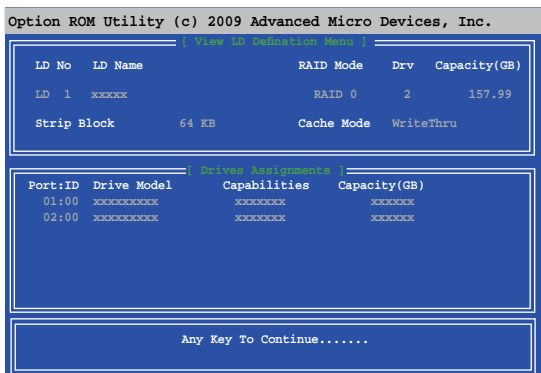 Option ROM Utility (c) 2009 Advanced Micro Devices, Inc.
[ View LD Defination Menu ]
LD No LD Name RAID Mode Drv Capacity(GB)
LD 1 xxxxx RAID 0 2 157.99
Strip Block 64 KB Cache Mode WriteThru
[ Drives Assignments ]
Port:ID Drive Model Capabilities Capacity(GB)
01:00 xxxxxxxxx xxxxxxx xxxxxx
02:00 xxxxxxxxx xxxxxxx xxxxxx
Any Key To Continue.......